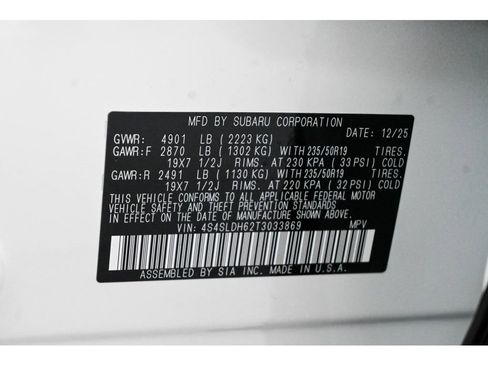 MFD BY SUBARU CORPORATION
GVWR: 4901 LB (2223 KG) DATE: 12/25
GAWR:F 2870 LB (1302 KG) WITH 235/50R19 TIRES.
19X7 1/2J RIMS. AT 230 KPA (33 PSI) COLD
GAWR:R 2491 LB (1130 KG) WITH 235/50R19 TIRES.
19X7 1/2J RIMS. AT 220 KPA (32 PSI) COLD
THIS VEHICLE CONFORMS TO ALL APPLICABLE FEDERAL MOTOR
VEHICLE SAFETY AND THEFT PREVENTION STANDARDS IN EFFECT ON THE
DATE OF MANUFACTURE SHOWN ABOVE.
VIN: 4S4SLDH62T3033869 MPV
ASSEMBLED BY SIA INC. MADE IN U.S.A.